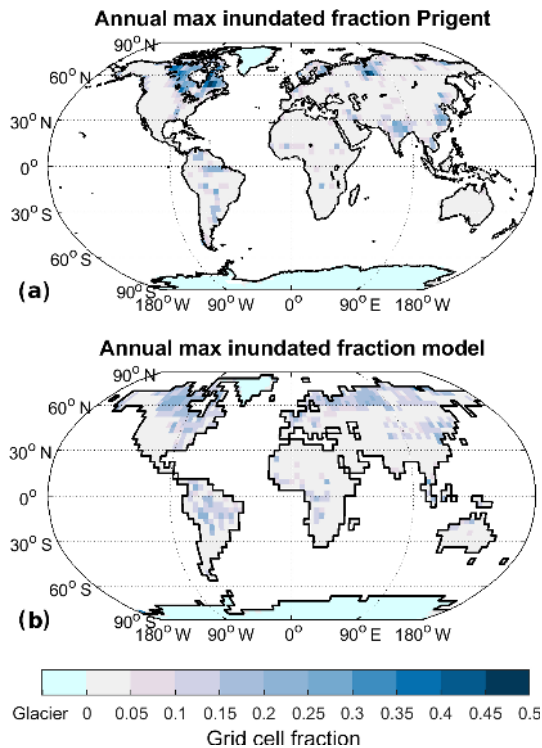 Annual max inundated fraction Prigent
90° N
60° N
30° N
0°
30° S
60° S
(a)
90° S
180° W 90° W 0° 90° E 180° W
Annual max inundated fraction model
90° N
60° N
30° N
0°
30° S
60° S
(b)
90° S
180° W 90° W 0° 90° E 180° W
Glacier 0 0.05 0.1 0.15 0.2 0.25 0.3 0.35 0.4 0.45 0.5
Grid cell fraction